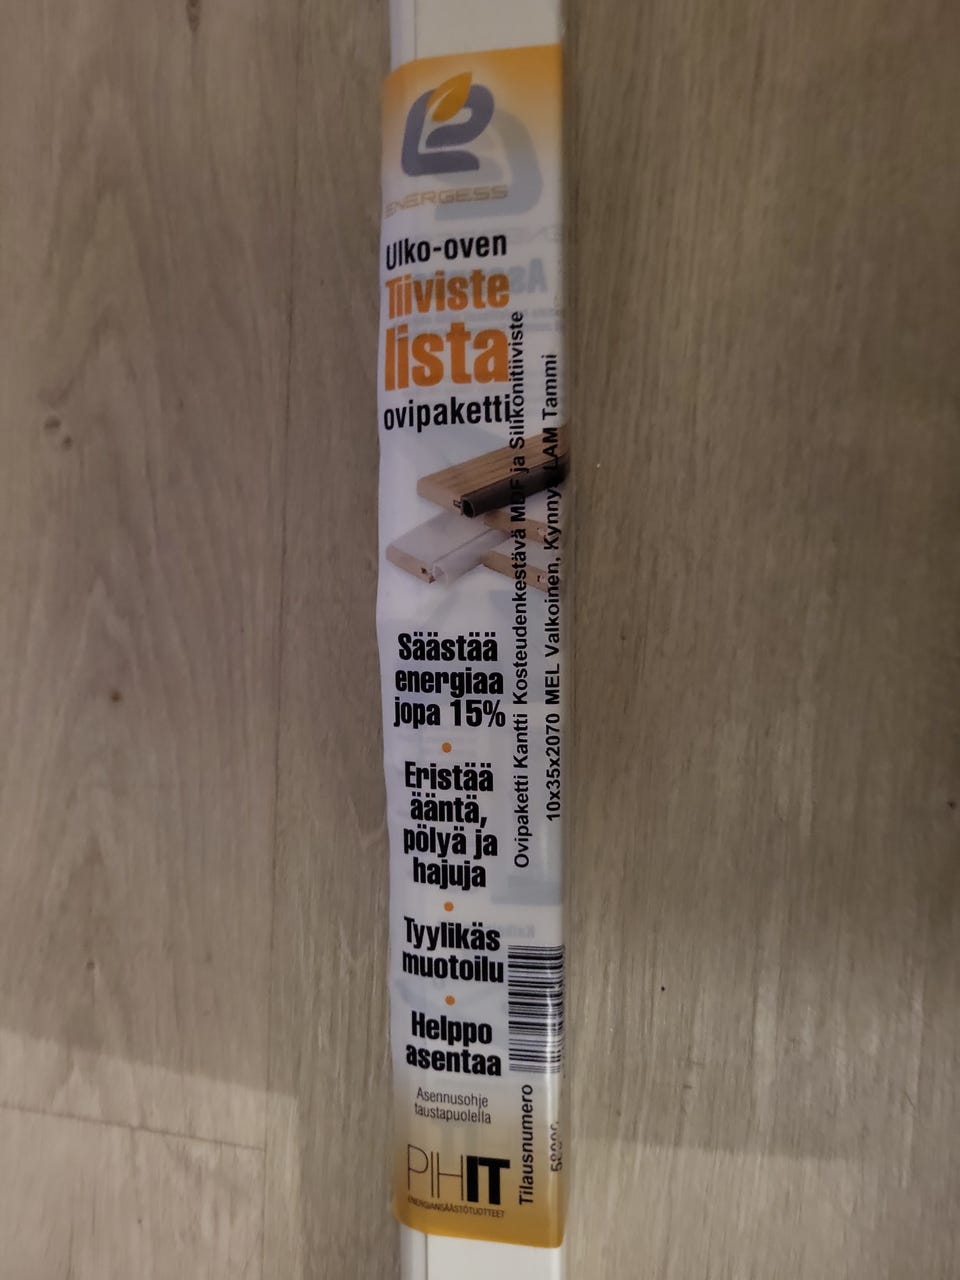 ENERGESS
Ulko-oven
Tiiviste
lista
ovipaketti
Säästää
energiaa
jopa 15%
Eristää
ääntä,
pölyä ja
hajuja
Tyylikäs
muotoilu
Helppo
asentaa
Asennusohje
taustapuolella
PIHIT
ENERGIANSÄÄSTÖTUOTTEET
Ovipaketti Kantti Kosteudenkestävä MDF ja Silikonitiiviste
10x35x2070 MEL Valkoinen, Kynnys LAM Tammi
Tilausnumero